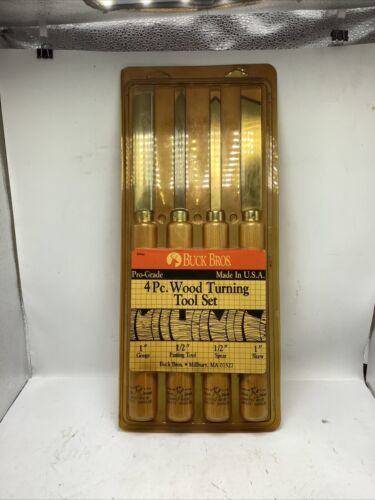 BUCK BROS.
Pro-Grade Made In U.S.A.
4 Pc. Wood Turning
Tool Set
1" 1/2" 1/2" 1"
Gouge Parting Tool Spear Skew
Buck Bros. • Millbury, MA 01527